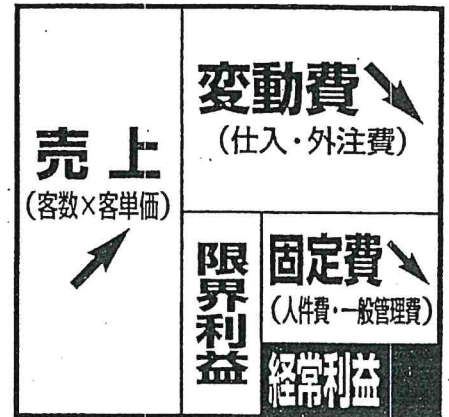 売上
(客数×客単価)
変動費
(仕入・外注費)
限界利益
固定費
(人件費・一般管理費)
経常利益